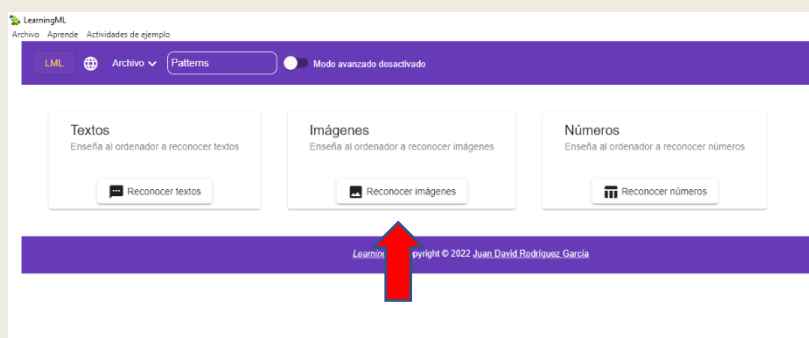 LearningML
Archivo Aprende Actividades de ejemplo
LML Archivo Patterns Modo avanzado desactivado
Textos
Enseña al ordenador a reconocer textos
Reconocer textos
Imágenes
Enseña al ordenador a reconocer imágenes
Reconocer imágenes
Números
Enseña al ordenador a reconocer números
Reconocer números
© 2022 Juan David Rodríguez García